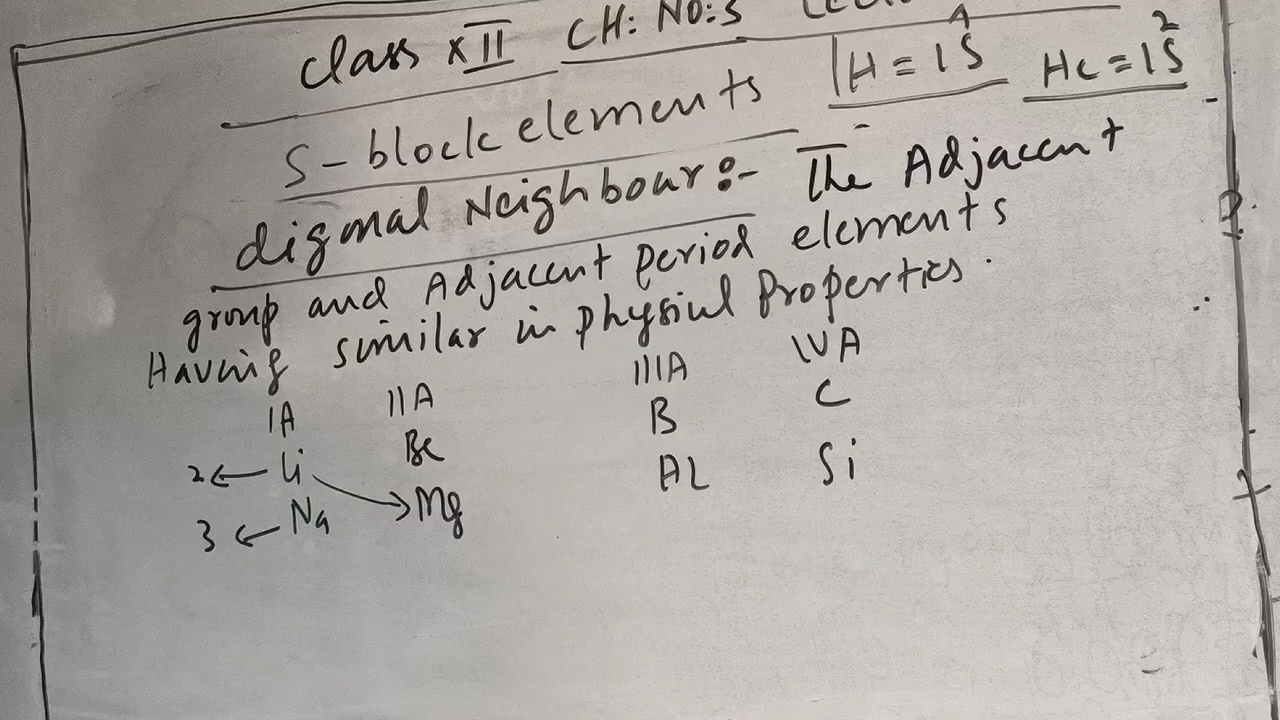 Class XII CH: NO:3
S-block elements H = 1S¹ He = 1S²
digonal Neighbour:- The Adjacent
group and Adjacent period elements
Having similar in physical Properties.
IA IIA IIIA IVA
Li Be B C
2 ← Li → Mg AL Si
3 ← Na